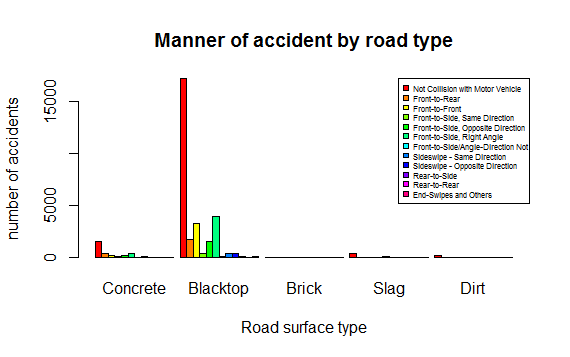 Manner of accident by road type
number of accidents
15000
5000
0
Not Collision with Motor Vehicle
Front-to-Rear
Front-to-Front
Front-to-Side, Same Direction
Front-to-Side, Opposite Direction
Front-to-Side, Right Angle
Front-to-Side/Angle-Direction Not
Sideswipe - Same Direction
Sideswipe - Opposite Direction
Rear-to-Side
Rear-to-Rear
End-Swipes and Others
Concrete Blacktop Brick Slag Dirt
Road surface type